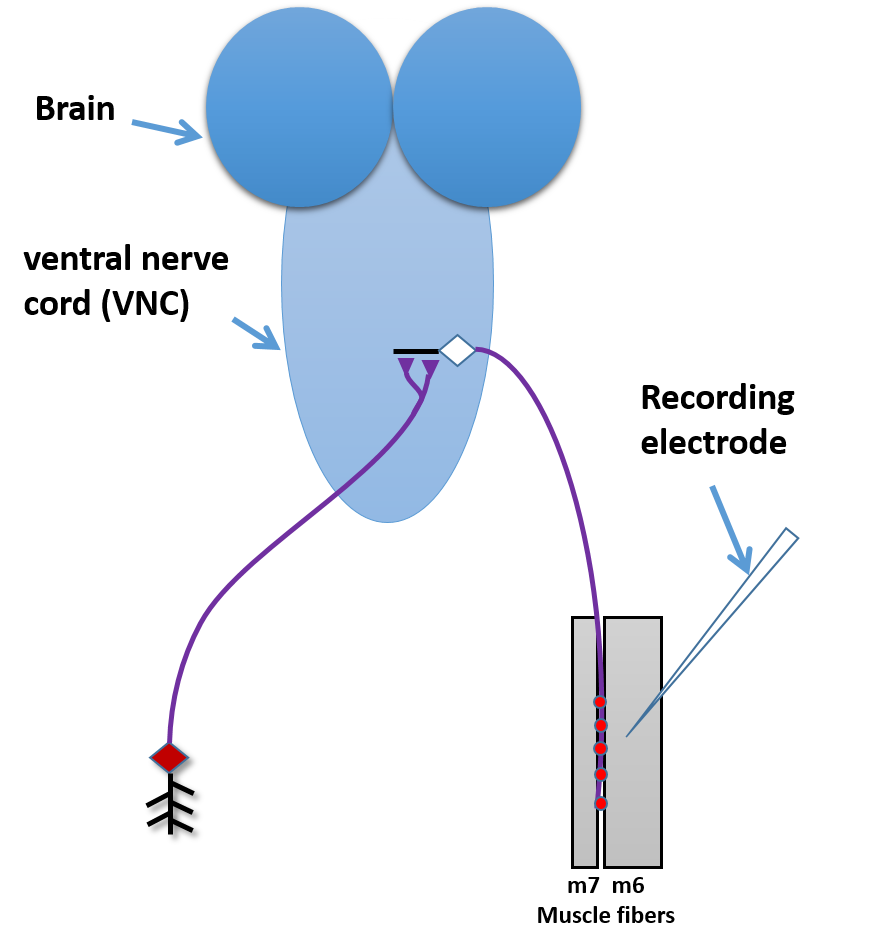 Brain
ventral nerve
cord (VNC)
Recording
electrode
m7 m6
Muscle fibers